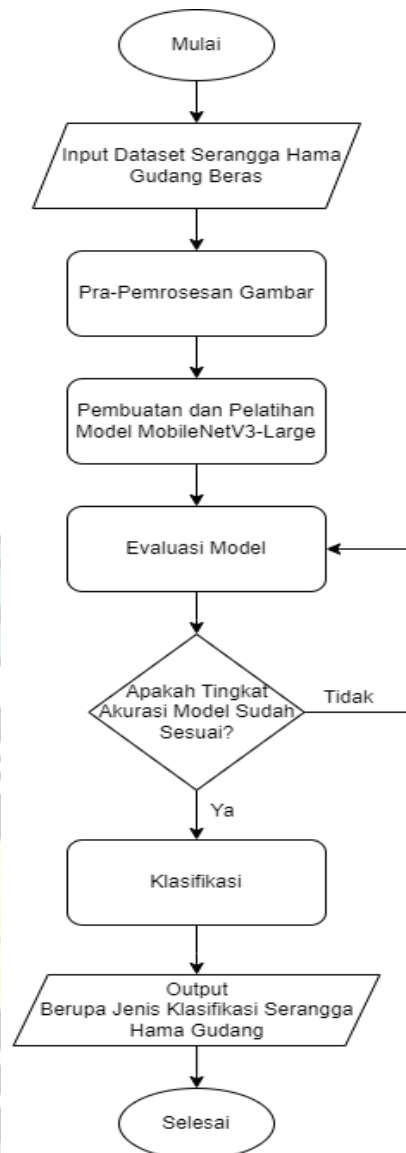 Mulai
Input Dataset Serangga Hama
Gudang Beras
Pra-Pemrosesan Gambar
Pembuatan dan Pelatihan
Model MobileNetV3-Large
Evaluasi Model
Apakah Tingkat
Akurasi Model Sudah
Sesuai?
Tidak
Ya
Klasifikasi
Output
Berupa Jenis Klasifikasi Serangga
Hama Gudang
Selesai